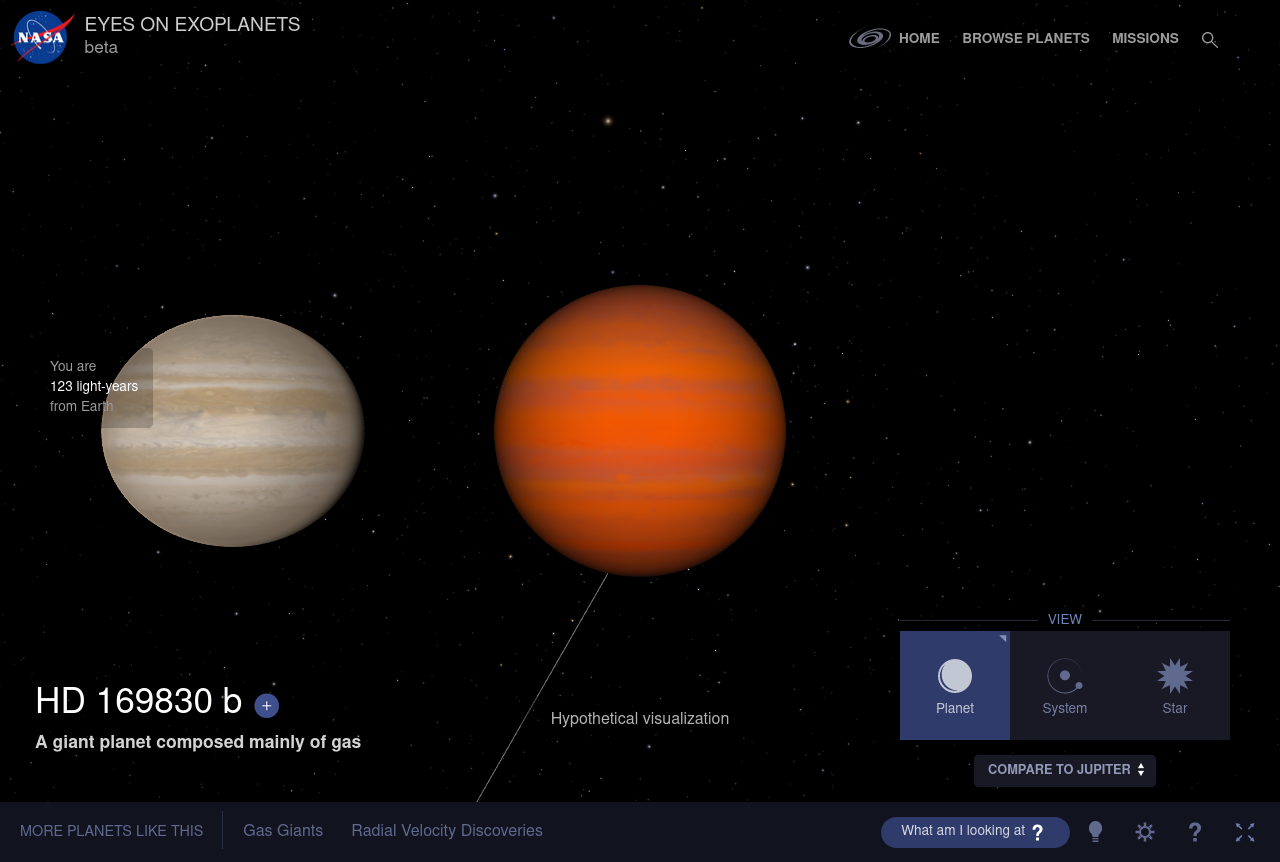 NASA
EYES ON EXOPLANETS
beta
HOME
BROWSE PLANETS
MISSIONS
You are
123 light-years
from Earth
HD 169830 b +
A giant planet composed mainly of gas
Hypothetical visualization
VIEW
Planet
System
Star
COMPARE TO JUPITER
MORE PLANETS LIKE THIS
Gas Giants
Radial Velocity Discoveries
What am I looking at ?
?